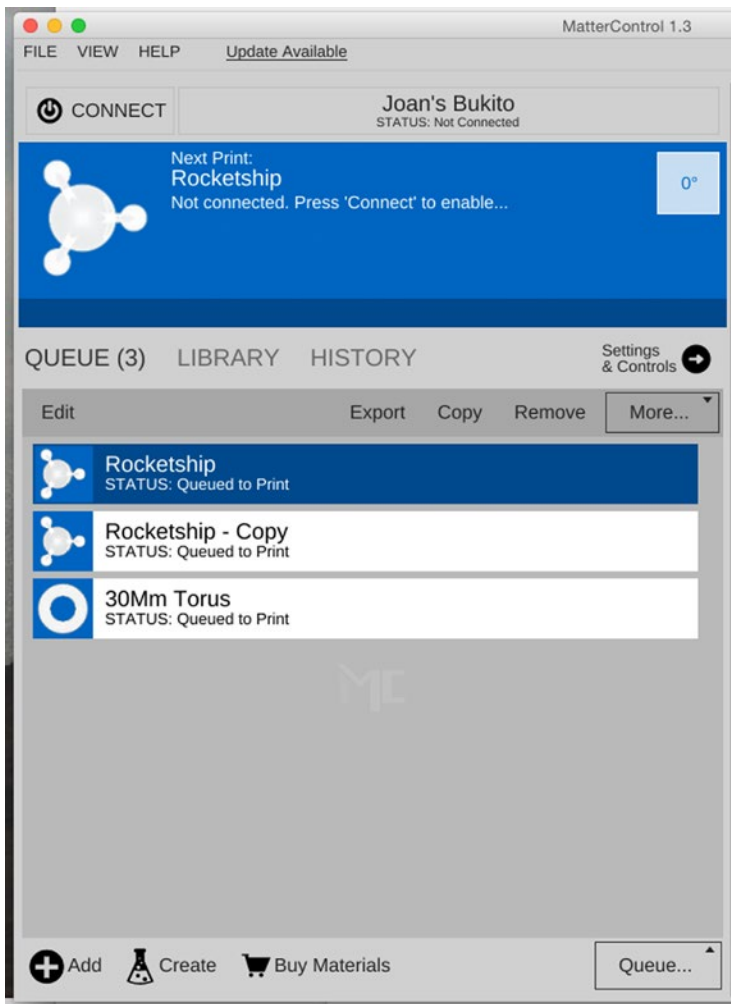 MatterControl 1.3
FILE VIEW HELP Update Available
CONNECT
Joan's Bukito
STATUS: Not Connected
Next Print:
Rocketship
Not connected. Press 'Connect' to enable...
0°
QUEUE (3) LIBRARY HISTORY
Settings
& Controls
Edit Export Copy Remove More...
Rocketship
STATUS: Queued to Print
Rocketship - Copy
STATUS: Queued to Print
30Mm Torus
STATUS: Queued to Print
MC
Add Create Buy Materials Queue...